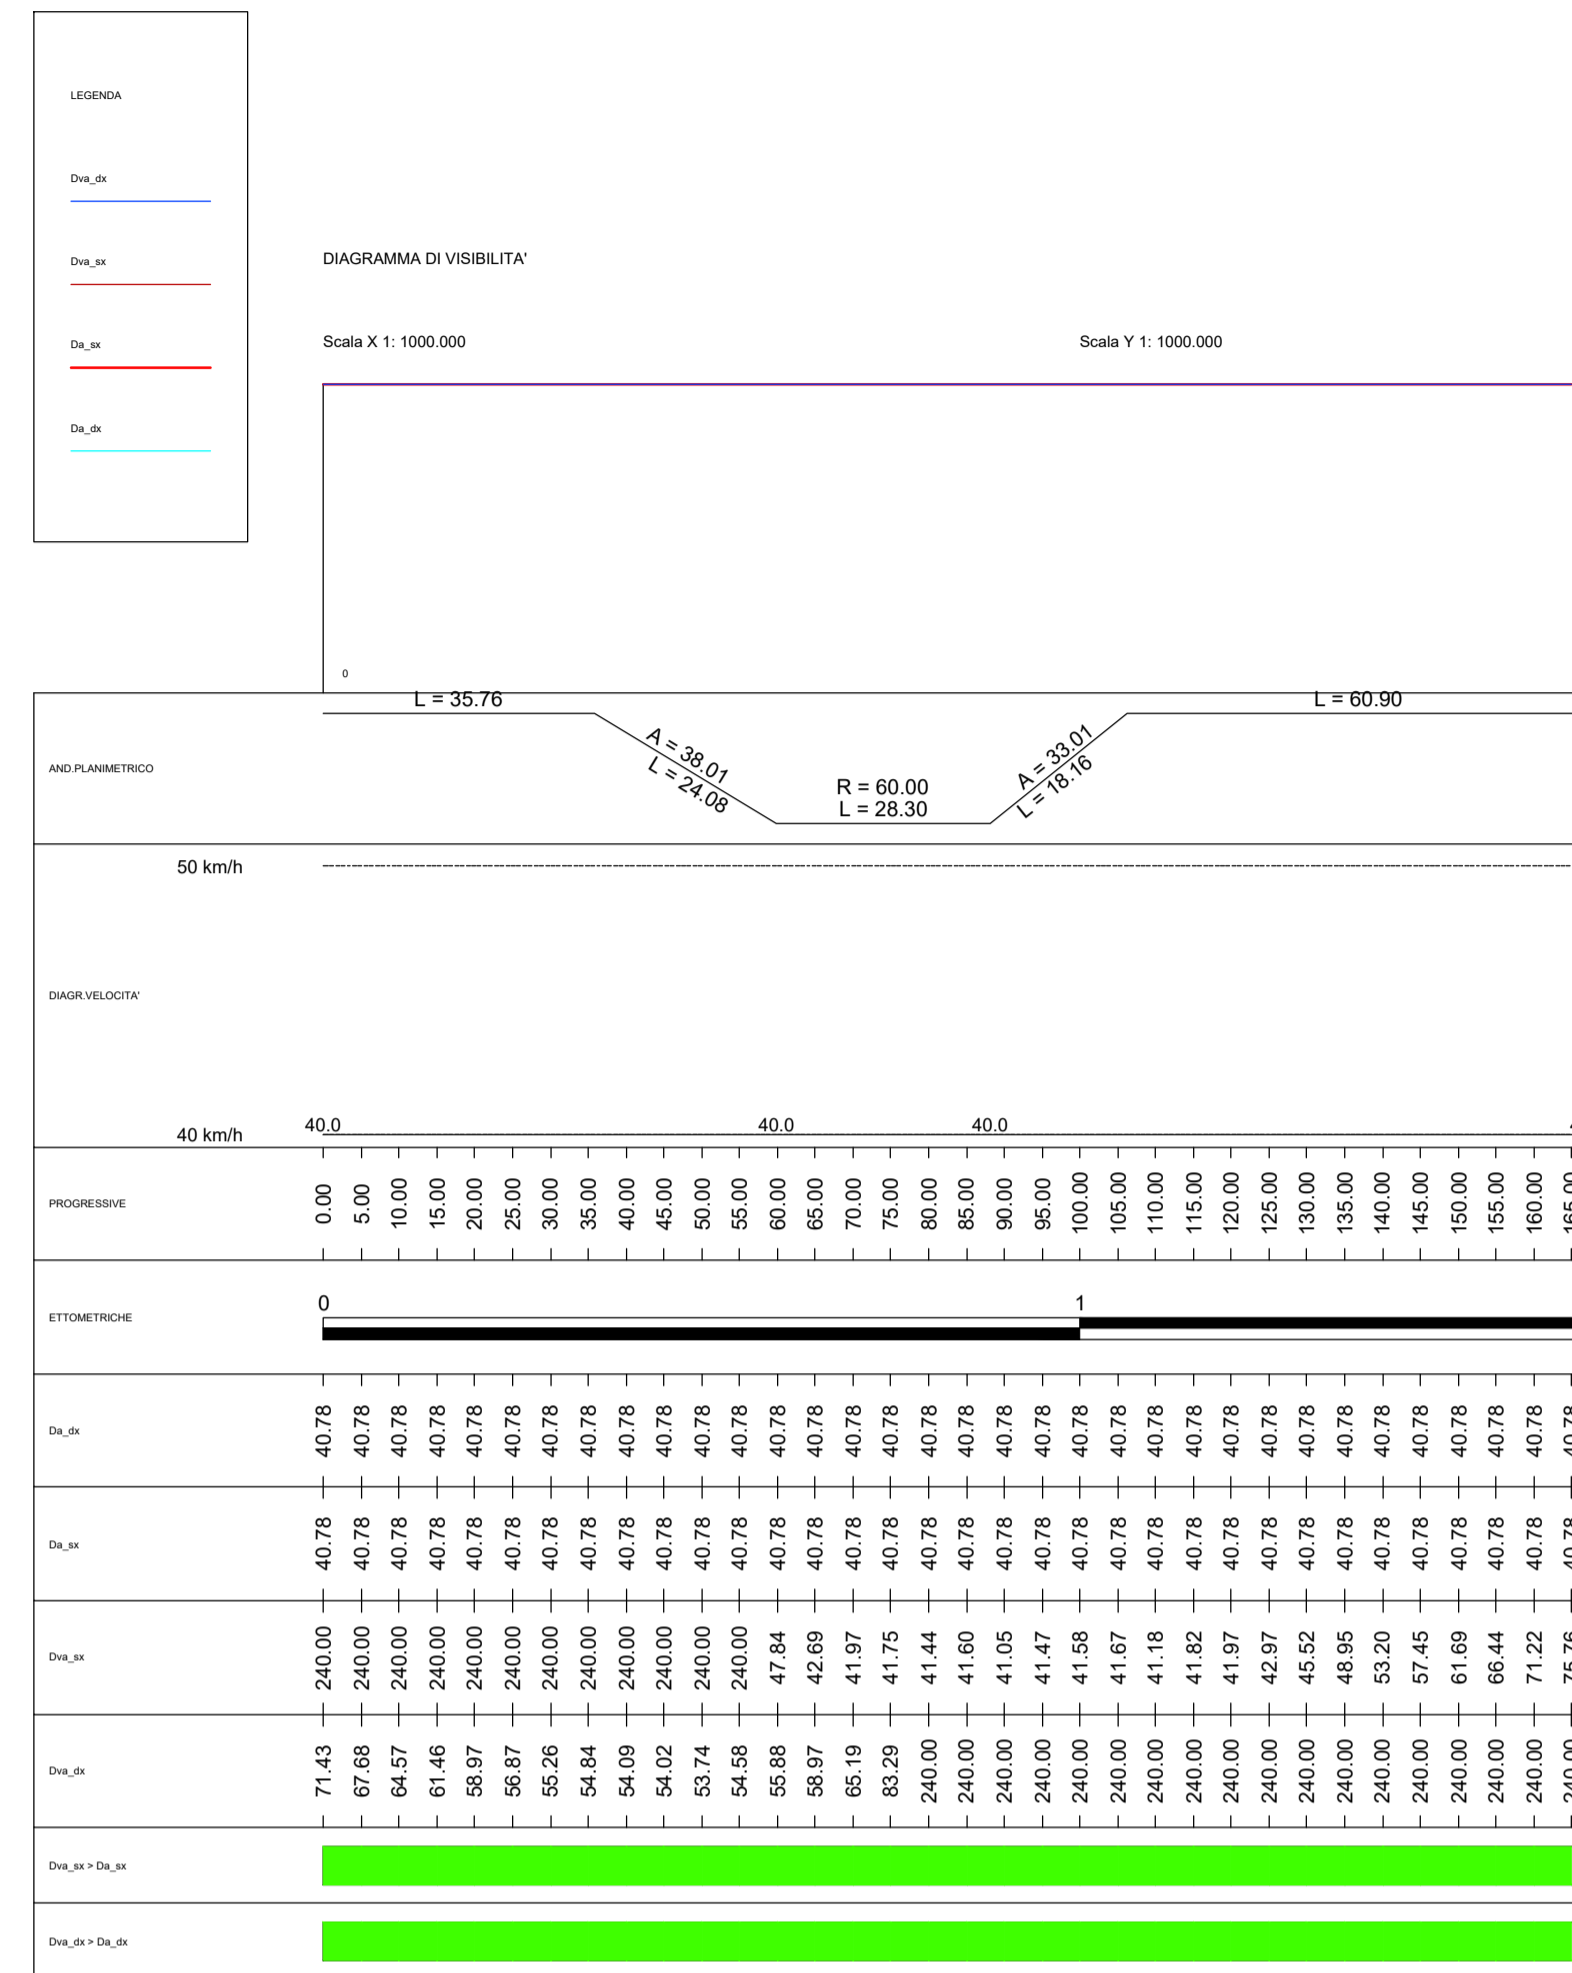 LEGENDA
Dva_dx
Dva_sx
Da_sx
Da_dx
DIAGRAMMA DI VISIBILITA'
Scala X 1: 1000.000 Scala Y 1: 1000.000
0
AND.PLANIMETRICO
L = 35.76
A = 38.01
L = 24.08
R = 60.00
L = 28.30
A = 33.01
L = 18.16
L = 60.90
DIAGR.VELOCITA'
50 km/h
40 km/h
40.0 40.0 40.0
PROGRESSIVE
0.00 5.00 10.00 15.00 20.00 25.00 30.00 35.00 40.00 45.00 50.00 55.00 60.00 65.00 70.00 75.00 80.00 85.00 90.00 95.00 100.00 105.00 110.00 115.00 120.00 125.00 130.00 135.00 140.00 145.00 150.00 155.00 160.00 165.00
ETTOMETRICHE
0 1
Da_dx
40.78 40.78 40.78 40.78 40.78 40.78 40.78 40.78 40.78 40.78 40.78 40.78 40.78 40.78 40.78 40.78 40.78 40.78 40.78 40.78 40.78 40.78 40.78 40.78 40.78 40.78 40.78 40.78 40.78 40.78 40.78 40.78 40.78 40.78
Da_sx
40.78 40.78 40.78 40.78 40.78 40.78 40.78 40.78 40.78 40.78 40.78 40.78 40.78 40.78 40.78 40.78 40.78 40.78 40.78 40.78 40.78 40.78 40.78 40.78 40.78 40.78 40.78 40.78 40.78 40.78 40.78 40.78 40.78 40.78
Dva_sx
240.00 240.00 240.00 240.00 240.00 240.00 240.00 240.00 240.00 240.00 240.00 240.00 47.84 42.69 41.97 41.75 41.44 41.60 41.05 41.47 41.58 41.67 41.18 41.82 41.97 42.97 45.52 48.95 53.20 57.45 61.69 66.44 71.22 75.76
Dva_dx
71.43 67.68 64.57 61.46 58.97 56.87 55.26 54.84 54.09 54.02 53.74 54.58 55.88 58.97 65.19 83.29 240.00 240.00 240.00 240.00 240.00 240.00 240.00 240.00 240.00 240.00 240.00 240.00 240.00 240.00 240.00 240.00 240.00 240.00
Dva_sx > Da_sx
Dva_dx > Da_dx